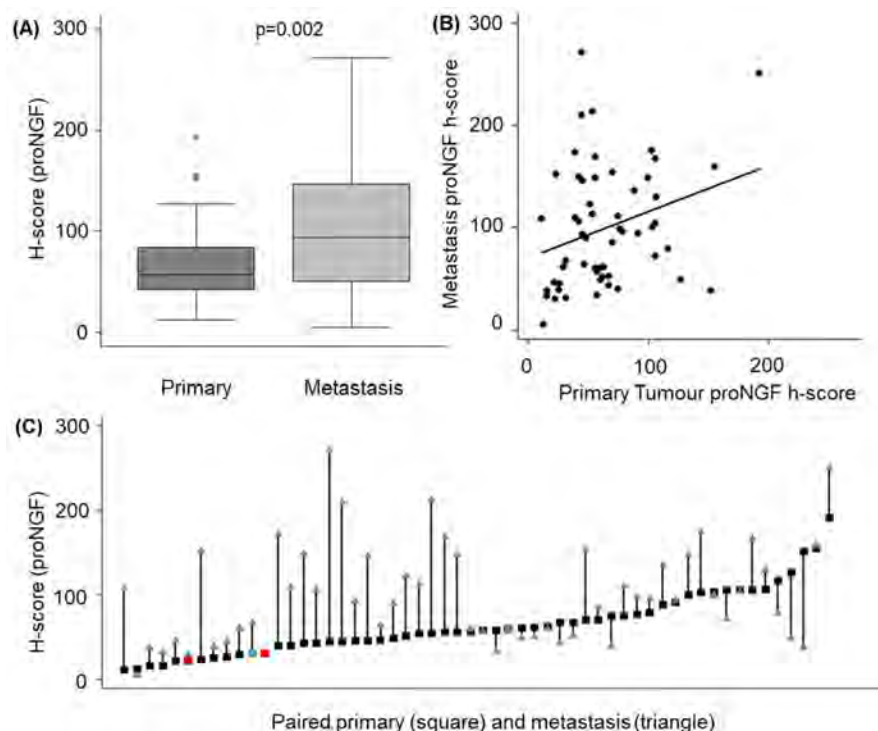 (A)
p=0.002
300
200
100
0
H-score (proNGF)
Primary
Metastasis
(B)
300
200
100
0
Metastasis proNGF h-score
0
100
200
Primary Tumour proNGF h-score
(C)
300
200
100
0
H-score (proNGF)
Paired primary (square) and metastasis (triangle)